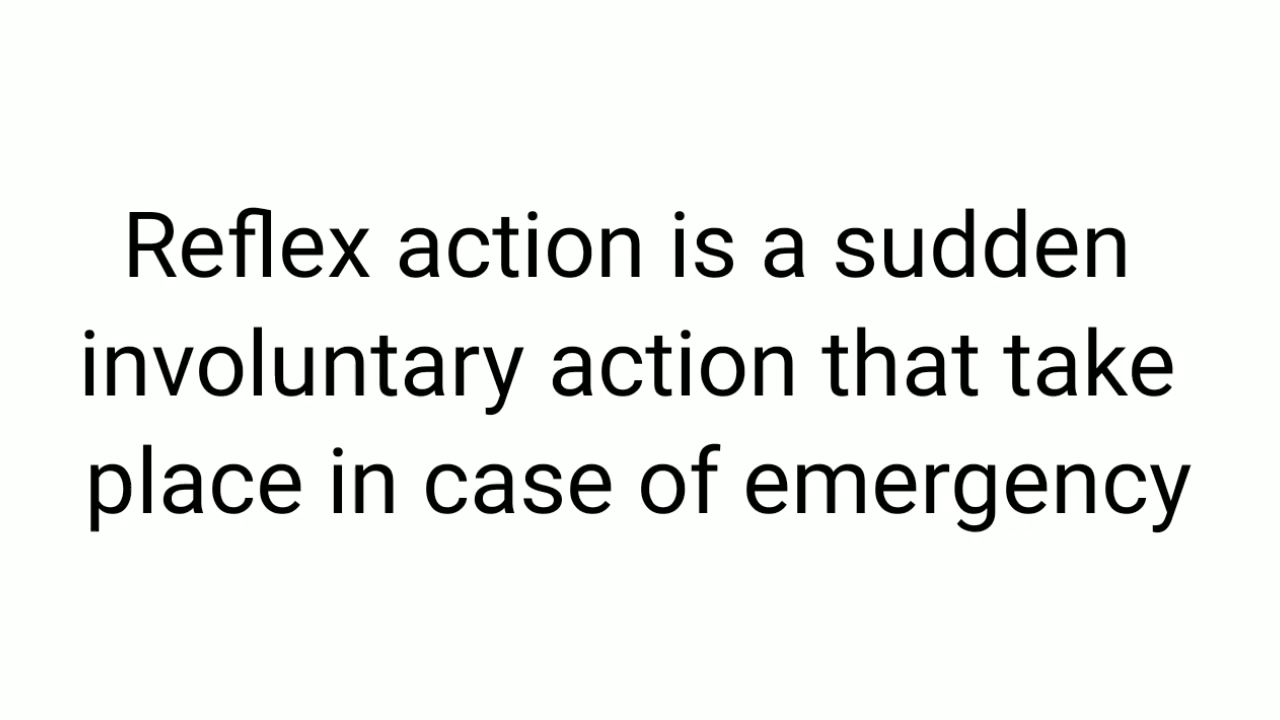 Reflex action is a sudden
involuntary action that take
place in case of emergency